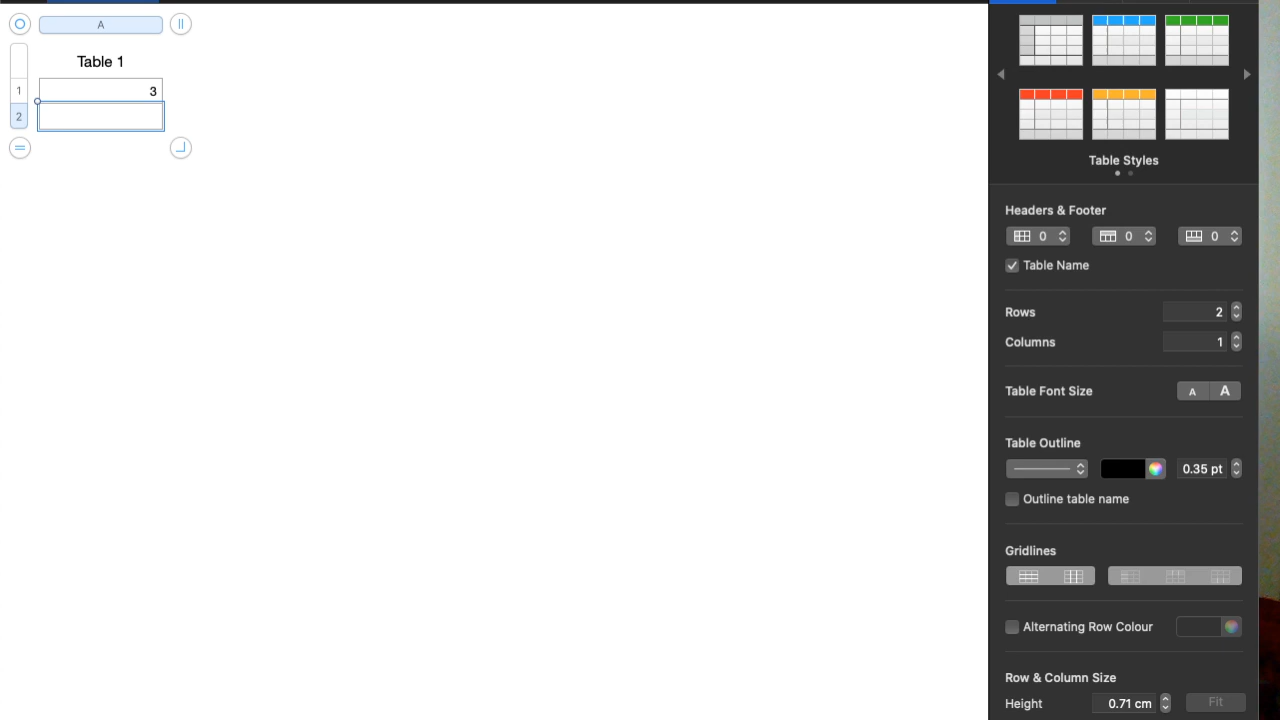 A
Table 1
1
3
2
Table Styles
Headers & Footer
0
0
0
Table Name
Rows
2
Columns
1
Table Font Size
A
A
Table Outline
0.35 pt
Outline table name
Gridlines
Alternating Row Colour
Row & Column Size
Height
0.71 cm
Fit